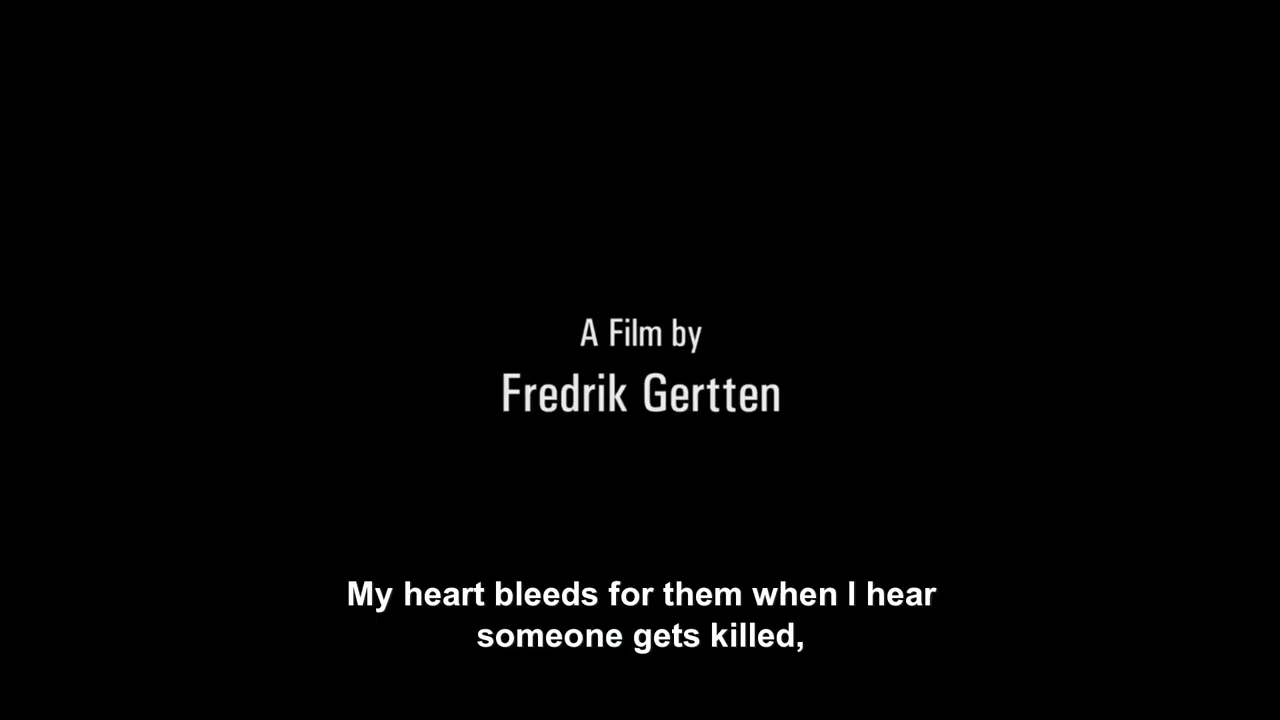 A Film by
Fredrik Gertten
My heart bleeds for them when I hear
someone gets killed,